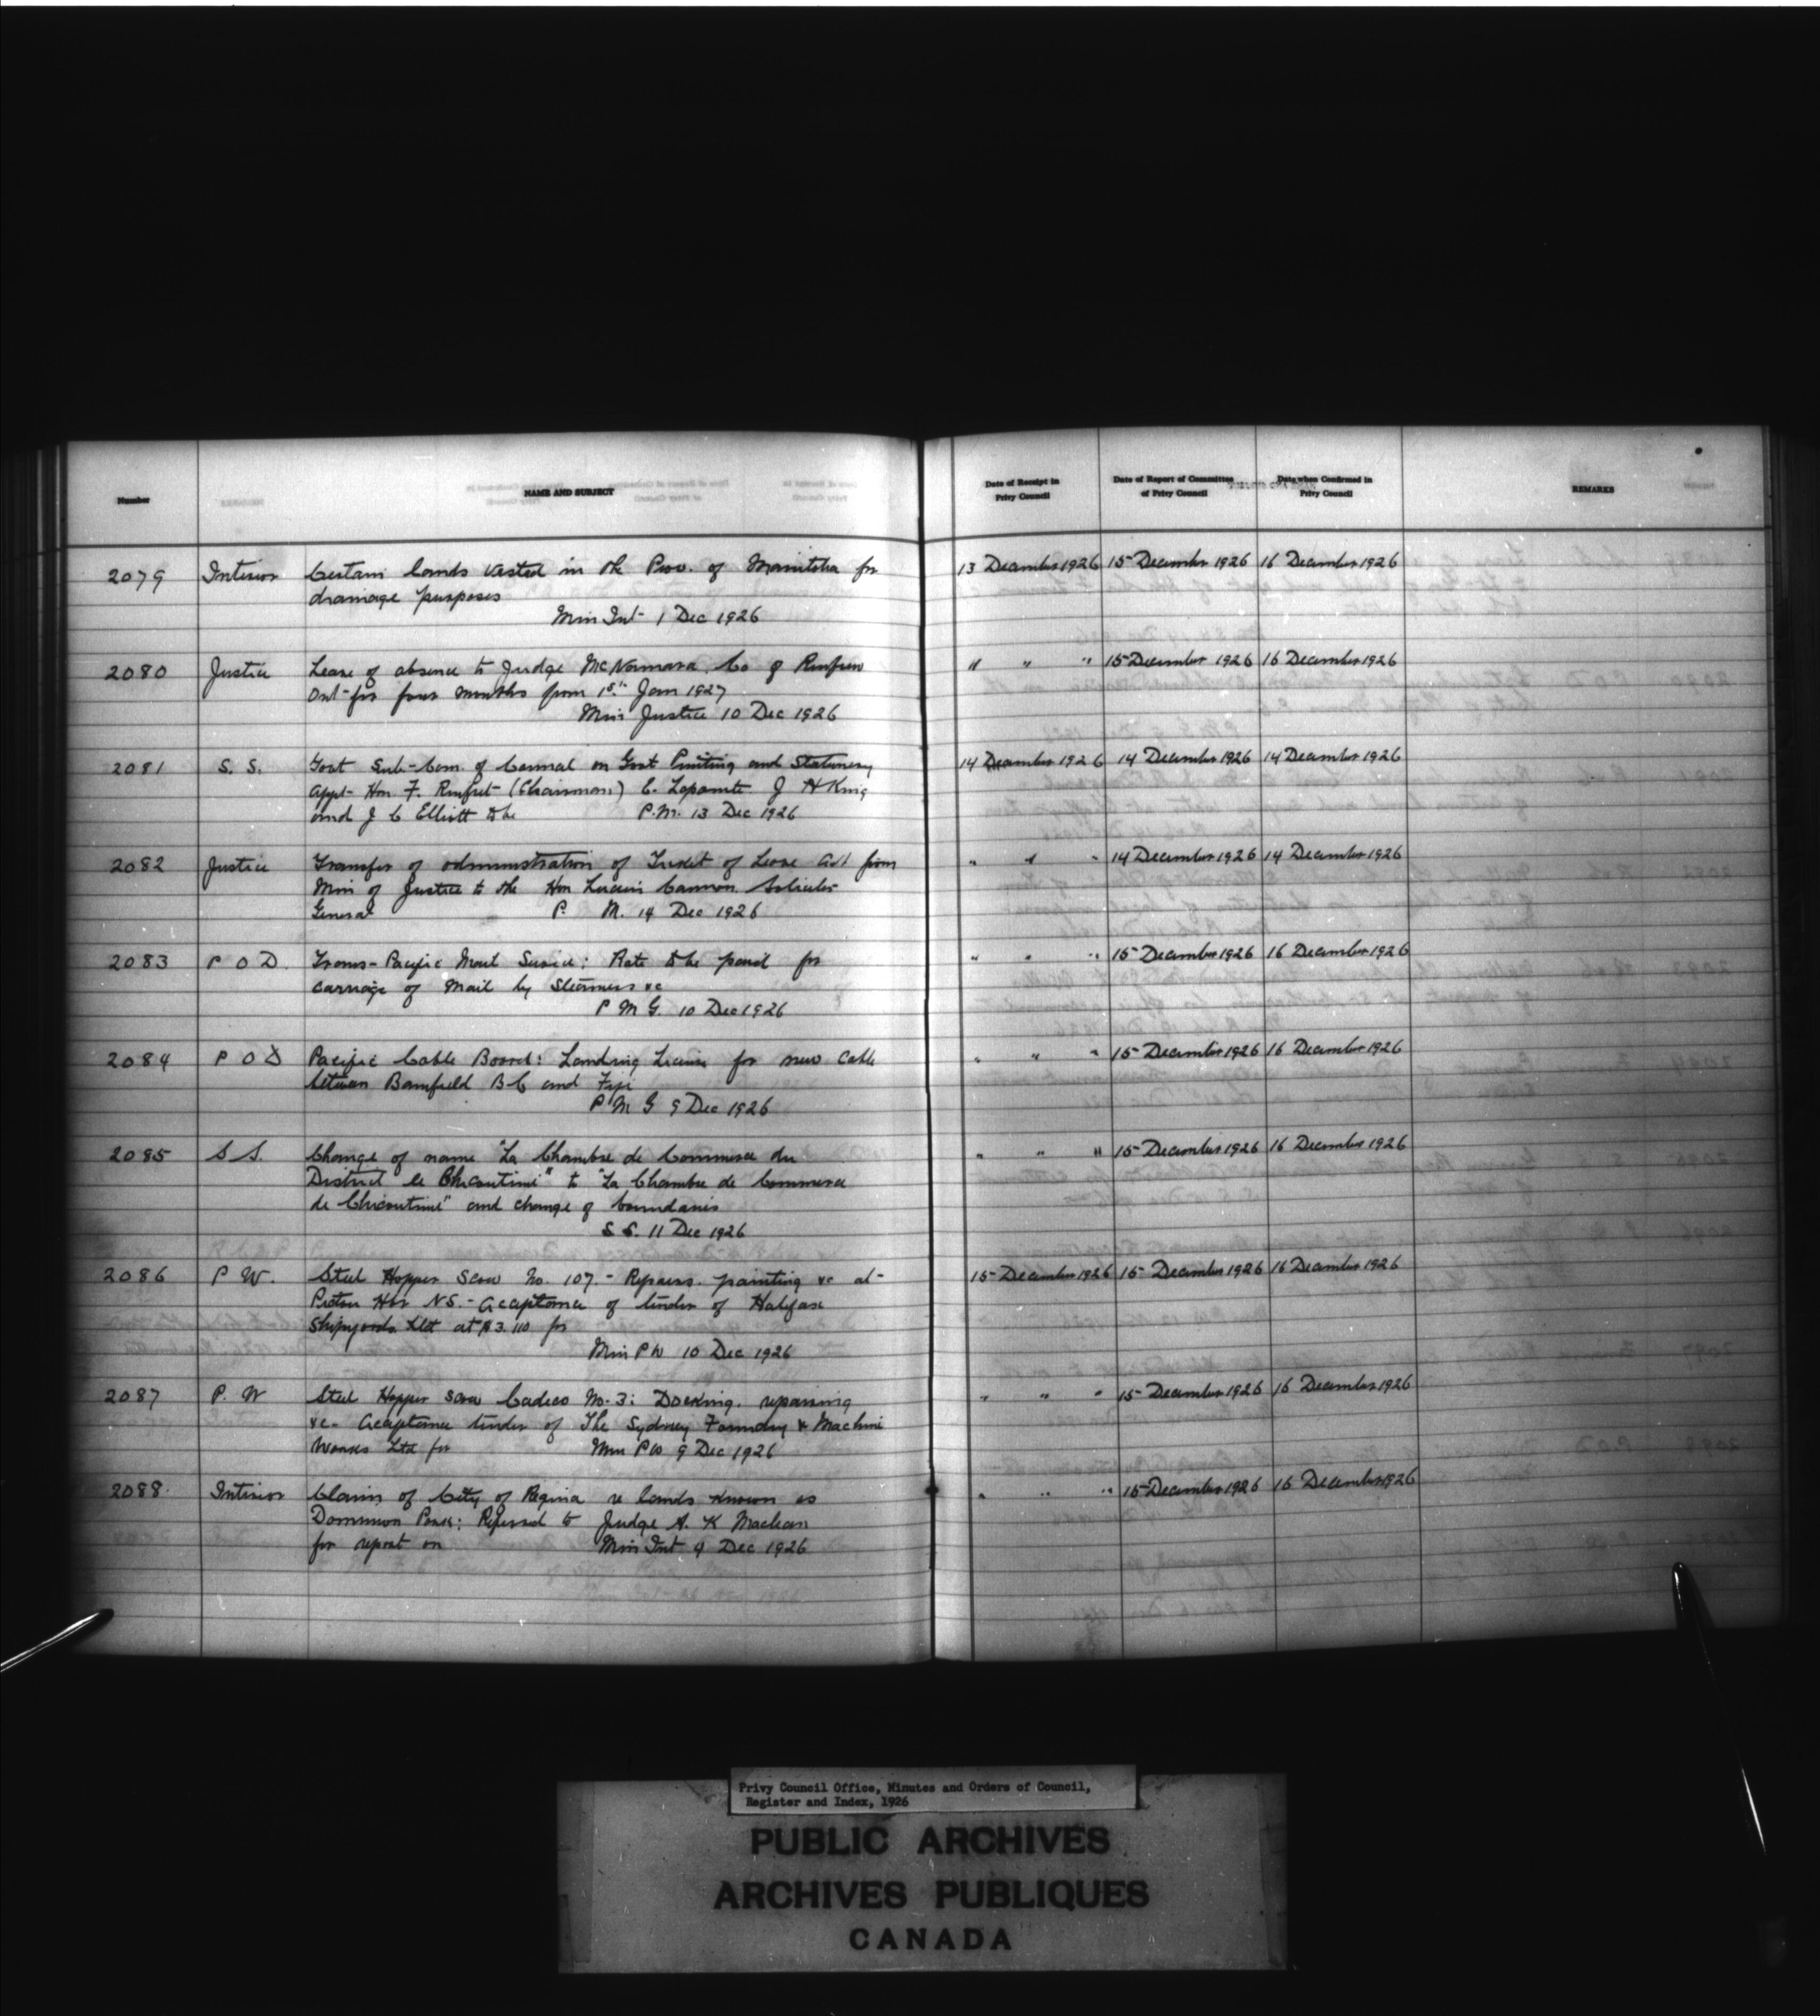 Number
NAME AND SUBJECT
Date of Receipt in Privy Council
Date of Report of Committee of Privy Council
Date when Confirmed in Privy Council
REMARKS
2079 Interior Certain lands vested in the Prov. of Manitoba for 13 December 1926 15 December 1926 16 December 1926
drainage purposes
Min Int 1 Dec 1926
2080 Justice Leave of absence to Judge McNamara Co of Renfrew " " " 15 December 1926 16 December 1926
Ont for four months from 1st Jan 1927
Min Justice 10 Dec 1926
2081 S. S. Govt Sub-Com. of Council on Govt Printing and Stationery 14 December 1926 14 December 1926 14 December 1926
appt Hon F. Rinfret (Chairman) E. Lapointe J H King
and J C Elliott to be P.M. 13 Dec 1926
2082 Justice Transfer of administration of of Leave Act from " " " 14 December 1926 14 December 1926
Min of Justice to the Hon Lucien Cannon Solicitor
General P. M. 14 Dec 1926
2083 P O D. Trans-Pacific Mail Service: Rate to be paid for " " " 15 December 1926 16 December 1926
carriage of Mail by Steamers &c
P M G. 10 Dec 1926
2084 P O D Pacific Cable Board: Landing License for new Cable " " " 15 December 1926 16 December 1926
between Bamfield B C and Fiji
P M G 9 Dec 1926
2085 S S. Change of name "La Chambre de Commerce du " " " 15 December 1926 16 December 1926
District de Chicoutimi" to "La Chambre de Commerce
de Chicoutimi" and change of boundaries
S S. 11 Dec 1926
2086 P W. Steel Hopper Scow No. 107 - Repairs. painting &c at 15 December 1926 15 December 1926 16 December 1926
Pictou Hbr N S. - Acceptance of tender of Halifax
Shipyards Ltd at $3.110 for
Min P W 10 Dec 1926
2087 P. W Steel Hopper Scow Cadieo No. 3: Docking. repairing " " " 15 December 1926 16 December 1926
&c - Acceptance tender of The Sydney Foundry & Machine
Works Ltd for Min P W 9 Dec 1926
2088 Interior Claim of City of Regina re lands known as " " " 15 December 1926 16 December 1926
Dominion Park: Referred to Judge A. K Maclean
for report on Min Int 4 Dec 1926
Privy Council Office, Minutes and Orders of Council,
Register and Index, 1926
PUBLIC ARCHIVES
ARCHIVES PUBLIQUES
CANADA